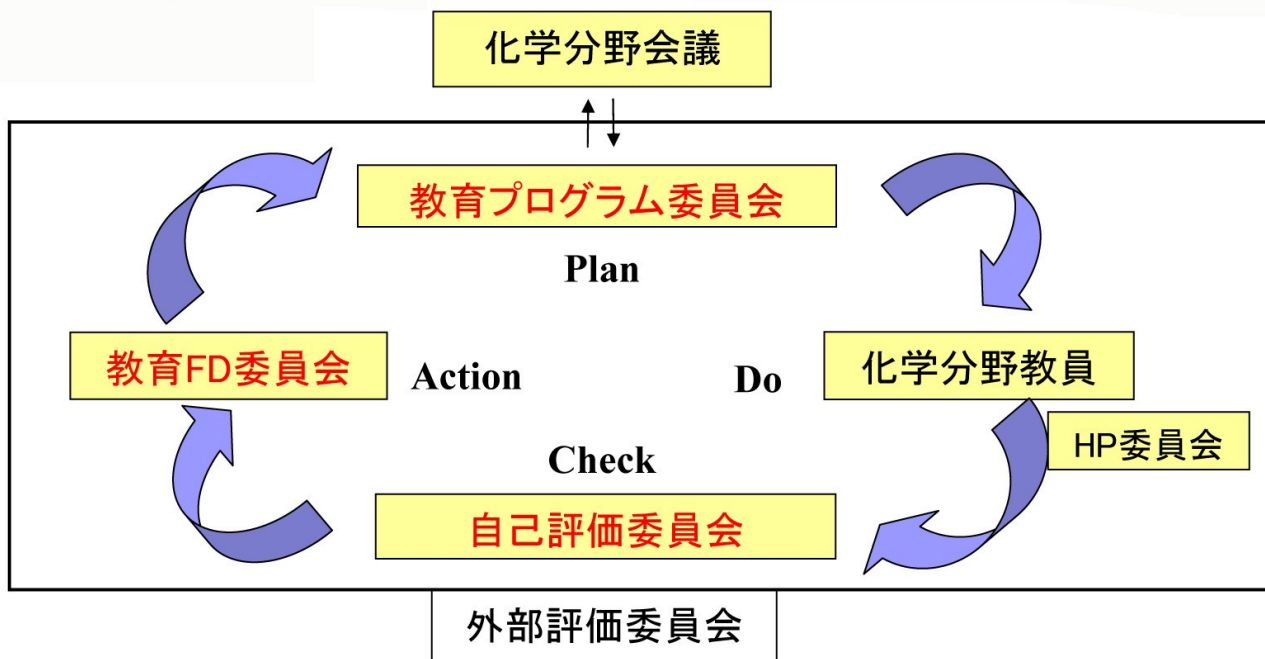 化学分野会議
教育プログラム委員会
Plan
教育FD委員会
Action
Do
化学分野教員
HP委員会
Check
自己評価委員会
外部評価委員会